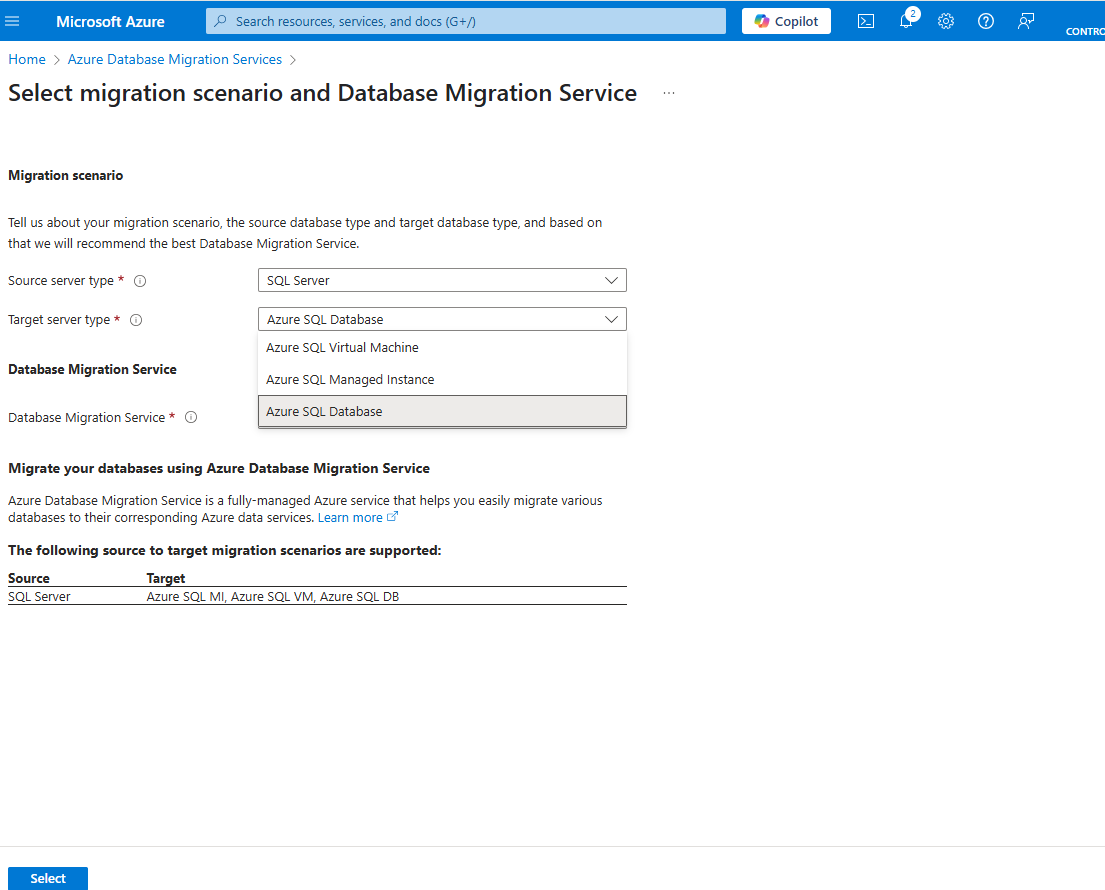 Microsoft Azure
Search resources, services, and docs (G+/)
Copilot
2
CONTRO
Home > Azure Database Migration Services >
Select migration scenario and Database Migration Service ...
Migration scenario
Tell us about your migration scenario, the source database type and target database type, and based on
that we will recommend the best Database Migration Service.
Source server type * SQL Server
Target server type * Azure SQL Database
Azure SQL Virtual Machine
Database Migration Service
Azure SQL Managed Instance
Azure SQL Database
Database Migration Service *
Migrate your databases using Azure Database Migration Service
Azure Database Migration Service is a fully-managed Azure service that helps you easily migrate various
databases to their corresponding Azure data services. Learn more
The following source to target migration scenarios are supported:
Source Target
SQL Server Azure SQL MI, Azure SQL VM, Azure SQL DB
Select